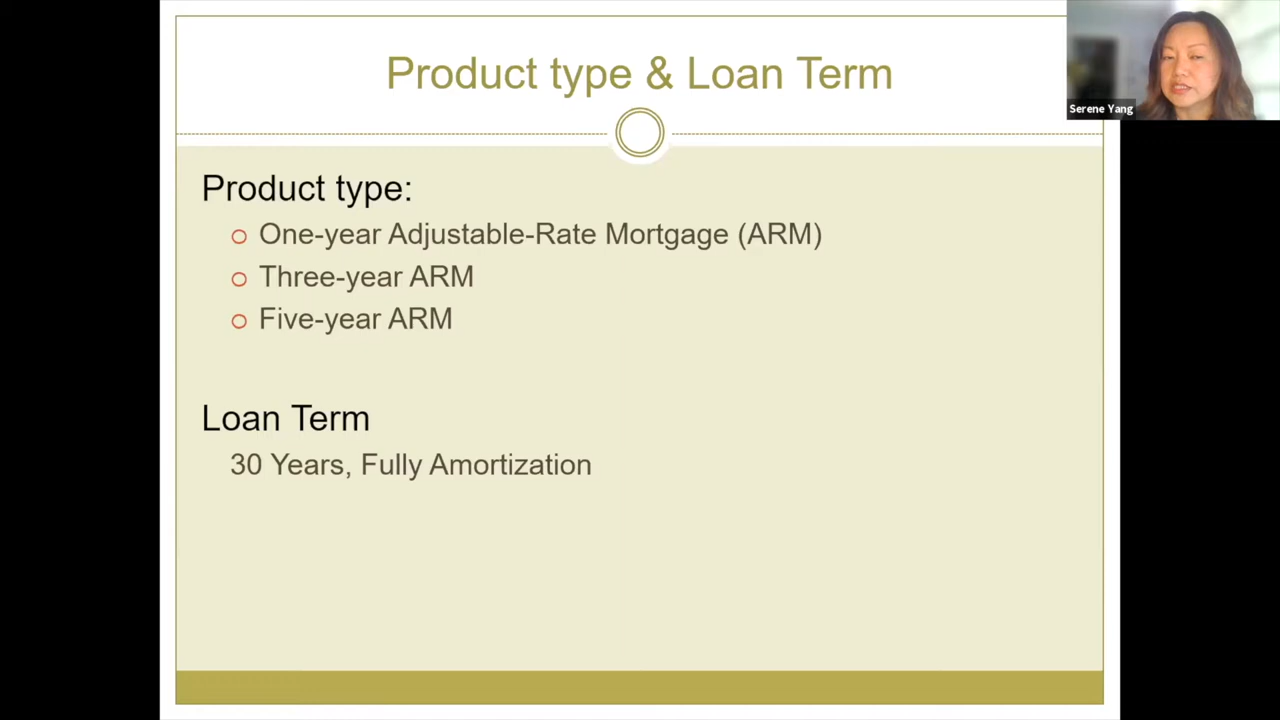 Product type & Loan Term
Serene Yang
Product type:
One-year Adjustable-Rate Mortgage (ARM)
Three-year ARM
Five-year ARM
Loan Term
30 Years, Fully Amortization